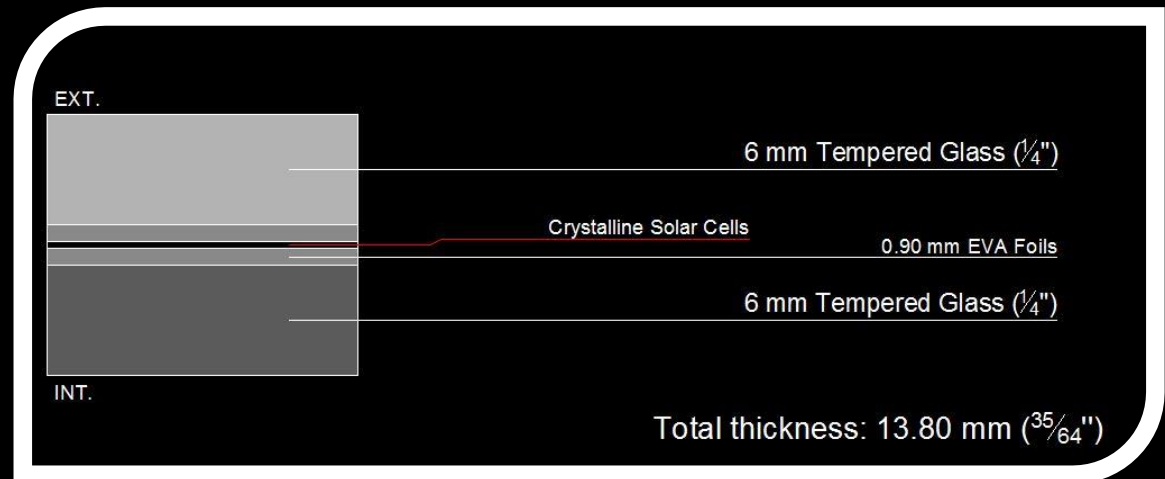 EXT.
6 mm Tempered Glass (¼")
Crystalline Solar Cells
0.90 mm EVA Foils
6 mm Tempered Glass (¼")
INT.
Total thickness: 13.80 mm (35/64")